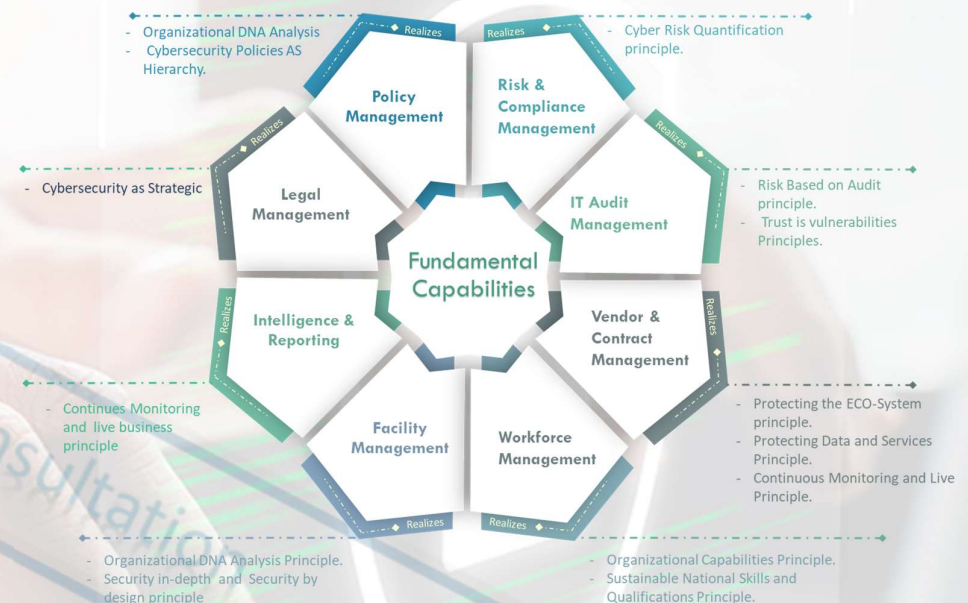 - Organizational DNA Analysis
- Cybersecurity Policies AS
Hierarchy.
Realizes
Policy
Management
Realizes
- Cyber Risk Quantification
principle.
Risk &
Compliance
Management
Realizes
- Cybersecurity as Strategic
Legal
Management
Realizes
IT Audit
Management
- Risk Based on Audit
principle.
- Trust is vulnerabilities
Principles.
Fundamental
Capabilities
Realizes
Intelligence &
Reporting
- Continues Monitoring
and live business
principle
Realizes
Vendor &
Contract
Management
- Protecting the ECO-System
principle.
- Protecting Data and Services
Principle.
- Continuous Monitoring and Live
Principle.
Facility
Management
Realizes
- Organizational DNA Analysis Principle.
- Security in-depth and Security by
design principle
Workforce
Management
Realizes
- Organizational Capabilities Principle.
- Sustainable National Skills and
Qualifications Principle.
nsultation